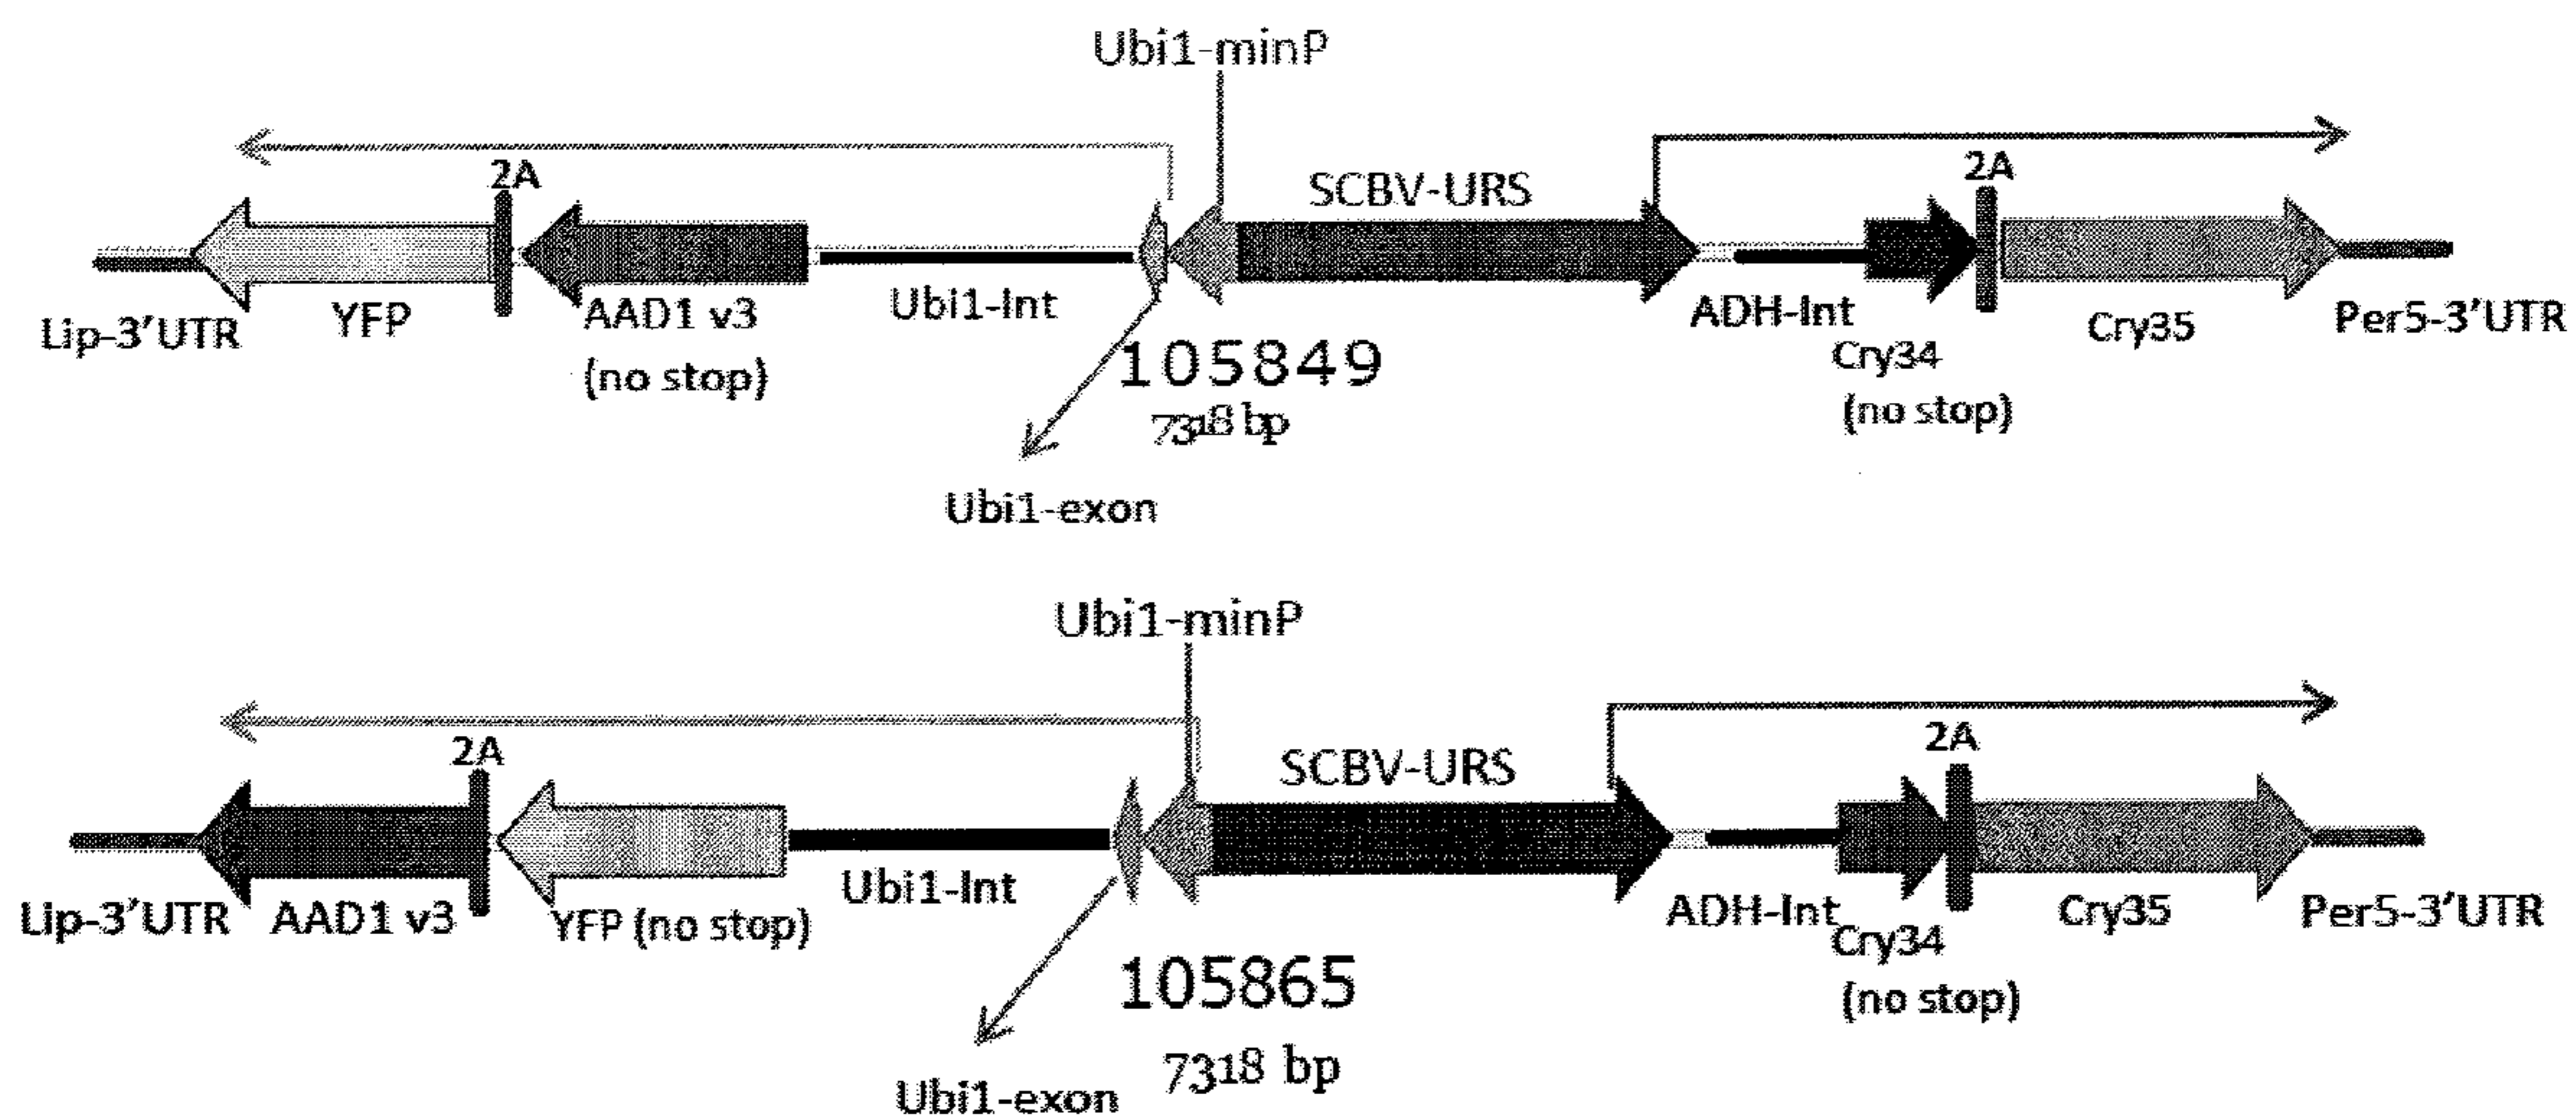 Ubi1-minP
2A
SCBV-URS
2A
Lip-3'UTR
YFP
AAD1 v3
(no stop)
Ubi1-Int
ADH-Int
Cry34
(no stop)
Cry35
Per5-3'UTR
105849
7318 bp
Ubi1-exon
Ubi1-minP
2A
SCBV-URS
2A
Lip-3'UTR
AAD1 v3
YFP (no stop)
Ubi1-Int
ADH-Int
Cry34
(no stop)
Cry35
Per5-3'UTR
105865
7318 bp
Ubi1-exon